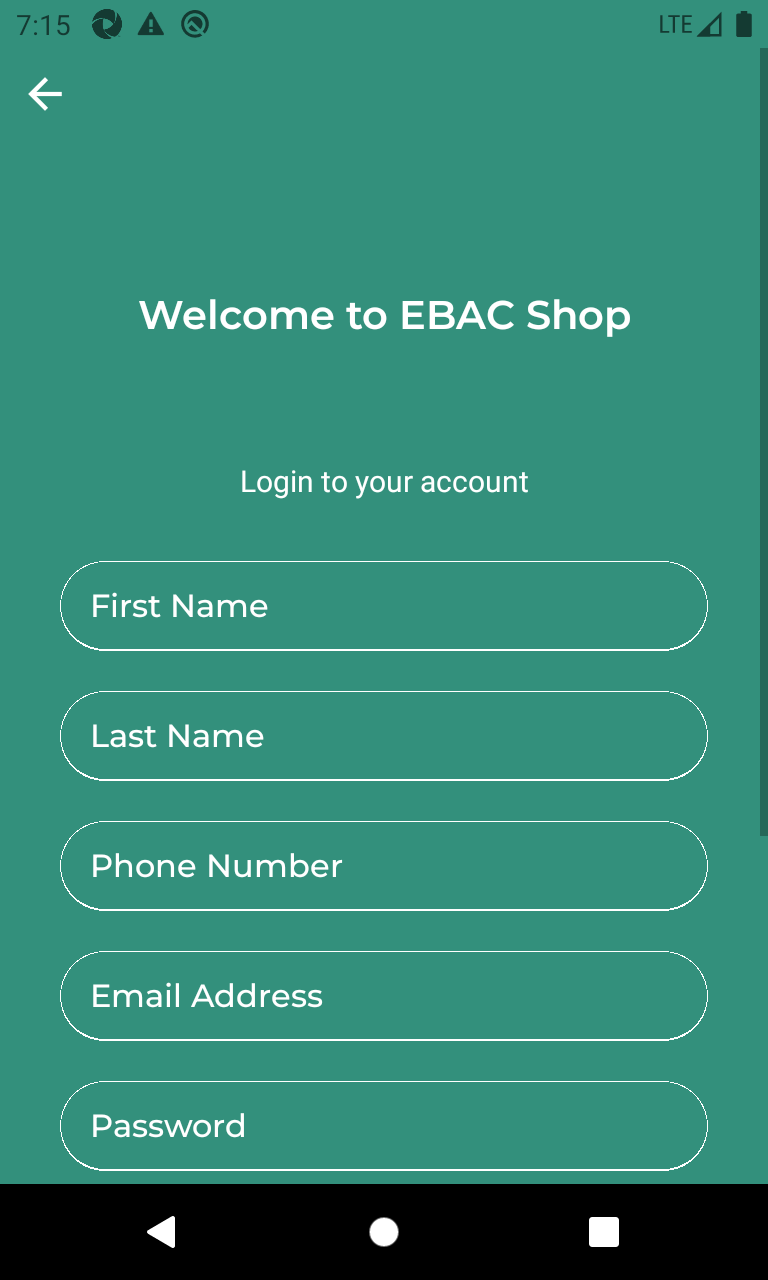 7:15 LTE
Welcome to EBAC Shop
Login to your account
First Name
Last Name
Phone Number
Email Address
Password